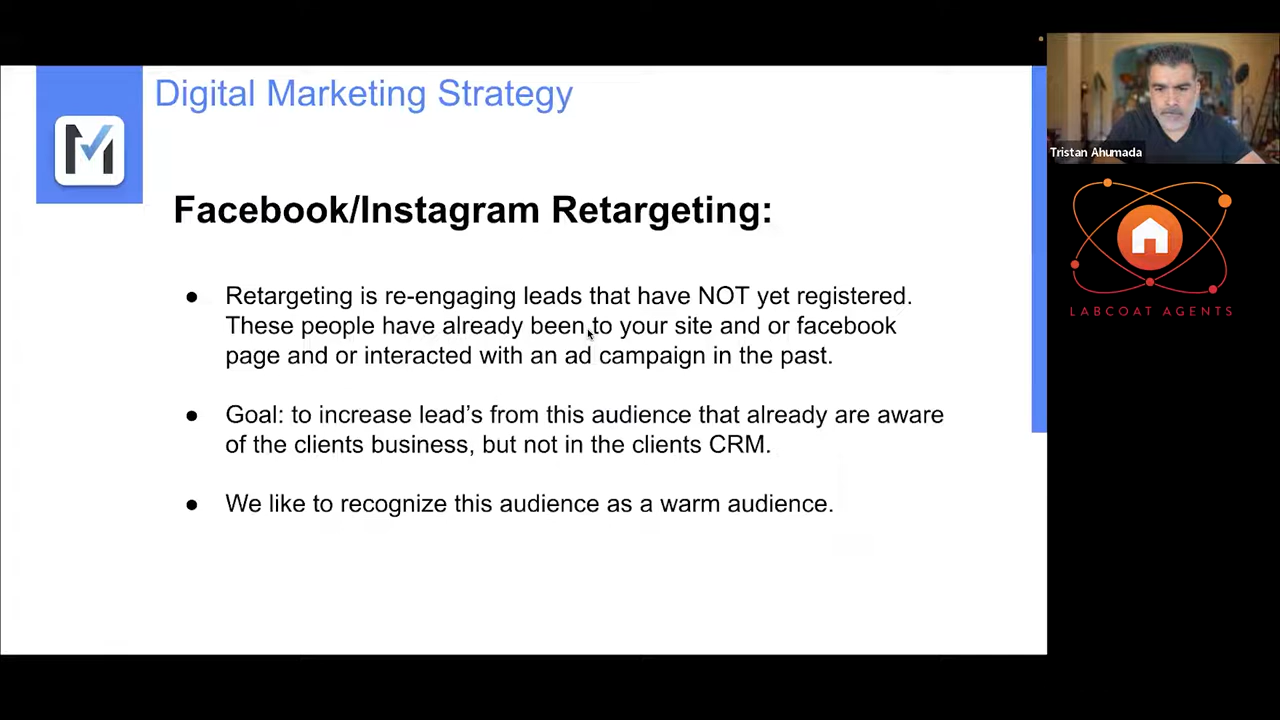 Digital Marketing Strategy
Facebook/Instagram Retargeting:
● Retargeting is re-engaging leads that have NOT yet registered.
These people have already been to your site and or facebook
page and or interacted with an ad campaign in the past.
● Goal: to increase lead's from this audience that already are aware
of the clients business, but not in the clients CRM.
● We like to recognize this audience as a warm audience.
Tristan Ahumada
LABCOAT AGENTS